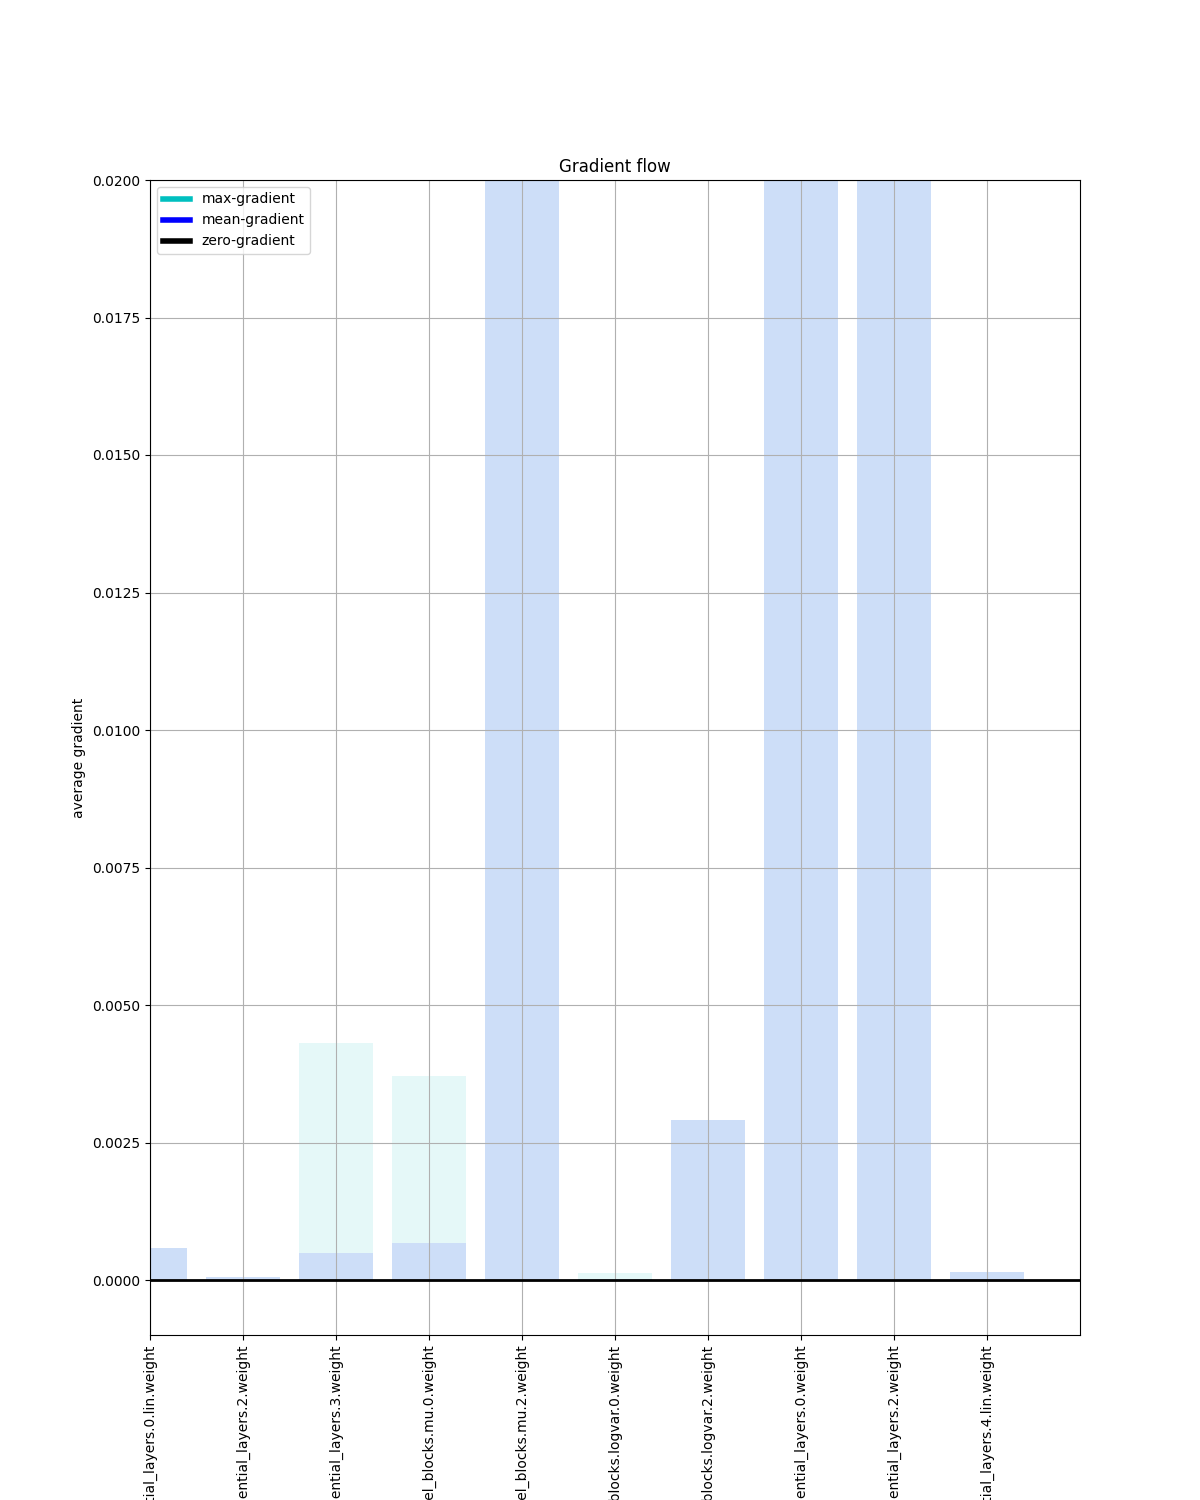 Gradient flow
max-gradient
mean-gradient
zero-gradient
average gradient
0.0200
0.0175
0.0150
0.0125
0.0100
0.0075
0.0050
0.0025
0.0000
tial_layers.0.lin.weight
ential_layers.2.weight
ential_layers.3.weight
el_blocks.mu.0.weight
el_blocks.mu.2.weight
blocks.logvar.0.weight
blocks.logvar.2.weight
ential_layers.0.weight
ential_layers.2.weight
tial_layers.4.lin.weight